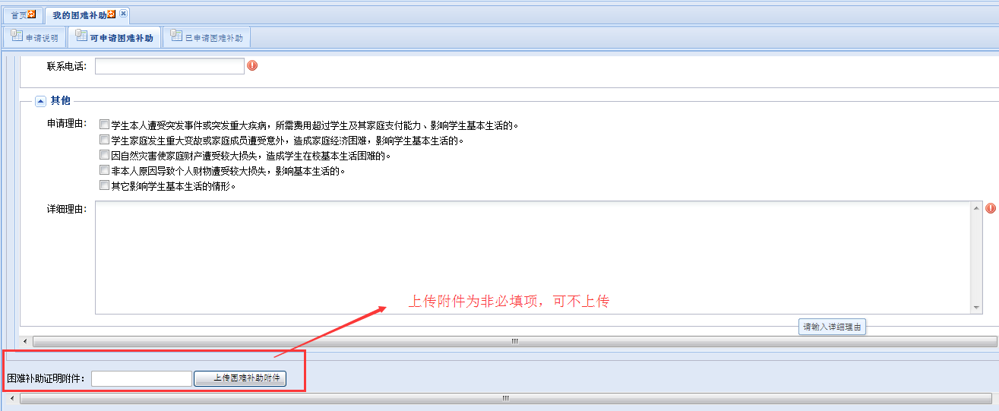 首页
我的困难补助
申请说明
可申请困难补助
已申请困难补助
联系电话：
其他
申请理由：
学生本人遭受突发事件或突发重大疾病，所需费用超过学生及其家庭支付能力、影响学生基本生活的。
学生家庭发生重大变故或家庭成员遭受意外，造成家庭经济困难，影响学生基本生活的。
因自然灾害使家庭财产遭受较大损失，造成学生在校基本生活困难的。
非本人原因导致个人财物遭受较大损失，影响基本生活的。
其它影响学生基本生活的情形。
详细理由：
上传附件为非必填项，可不上传
请输入详细理由
困难补助证明附件：
上传困难补助附件